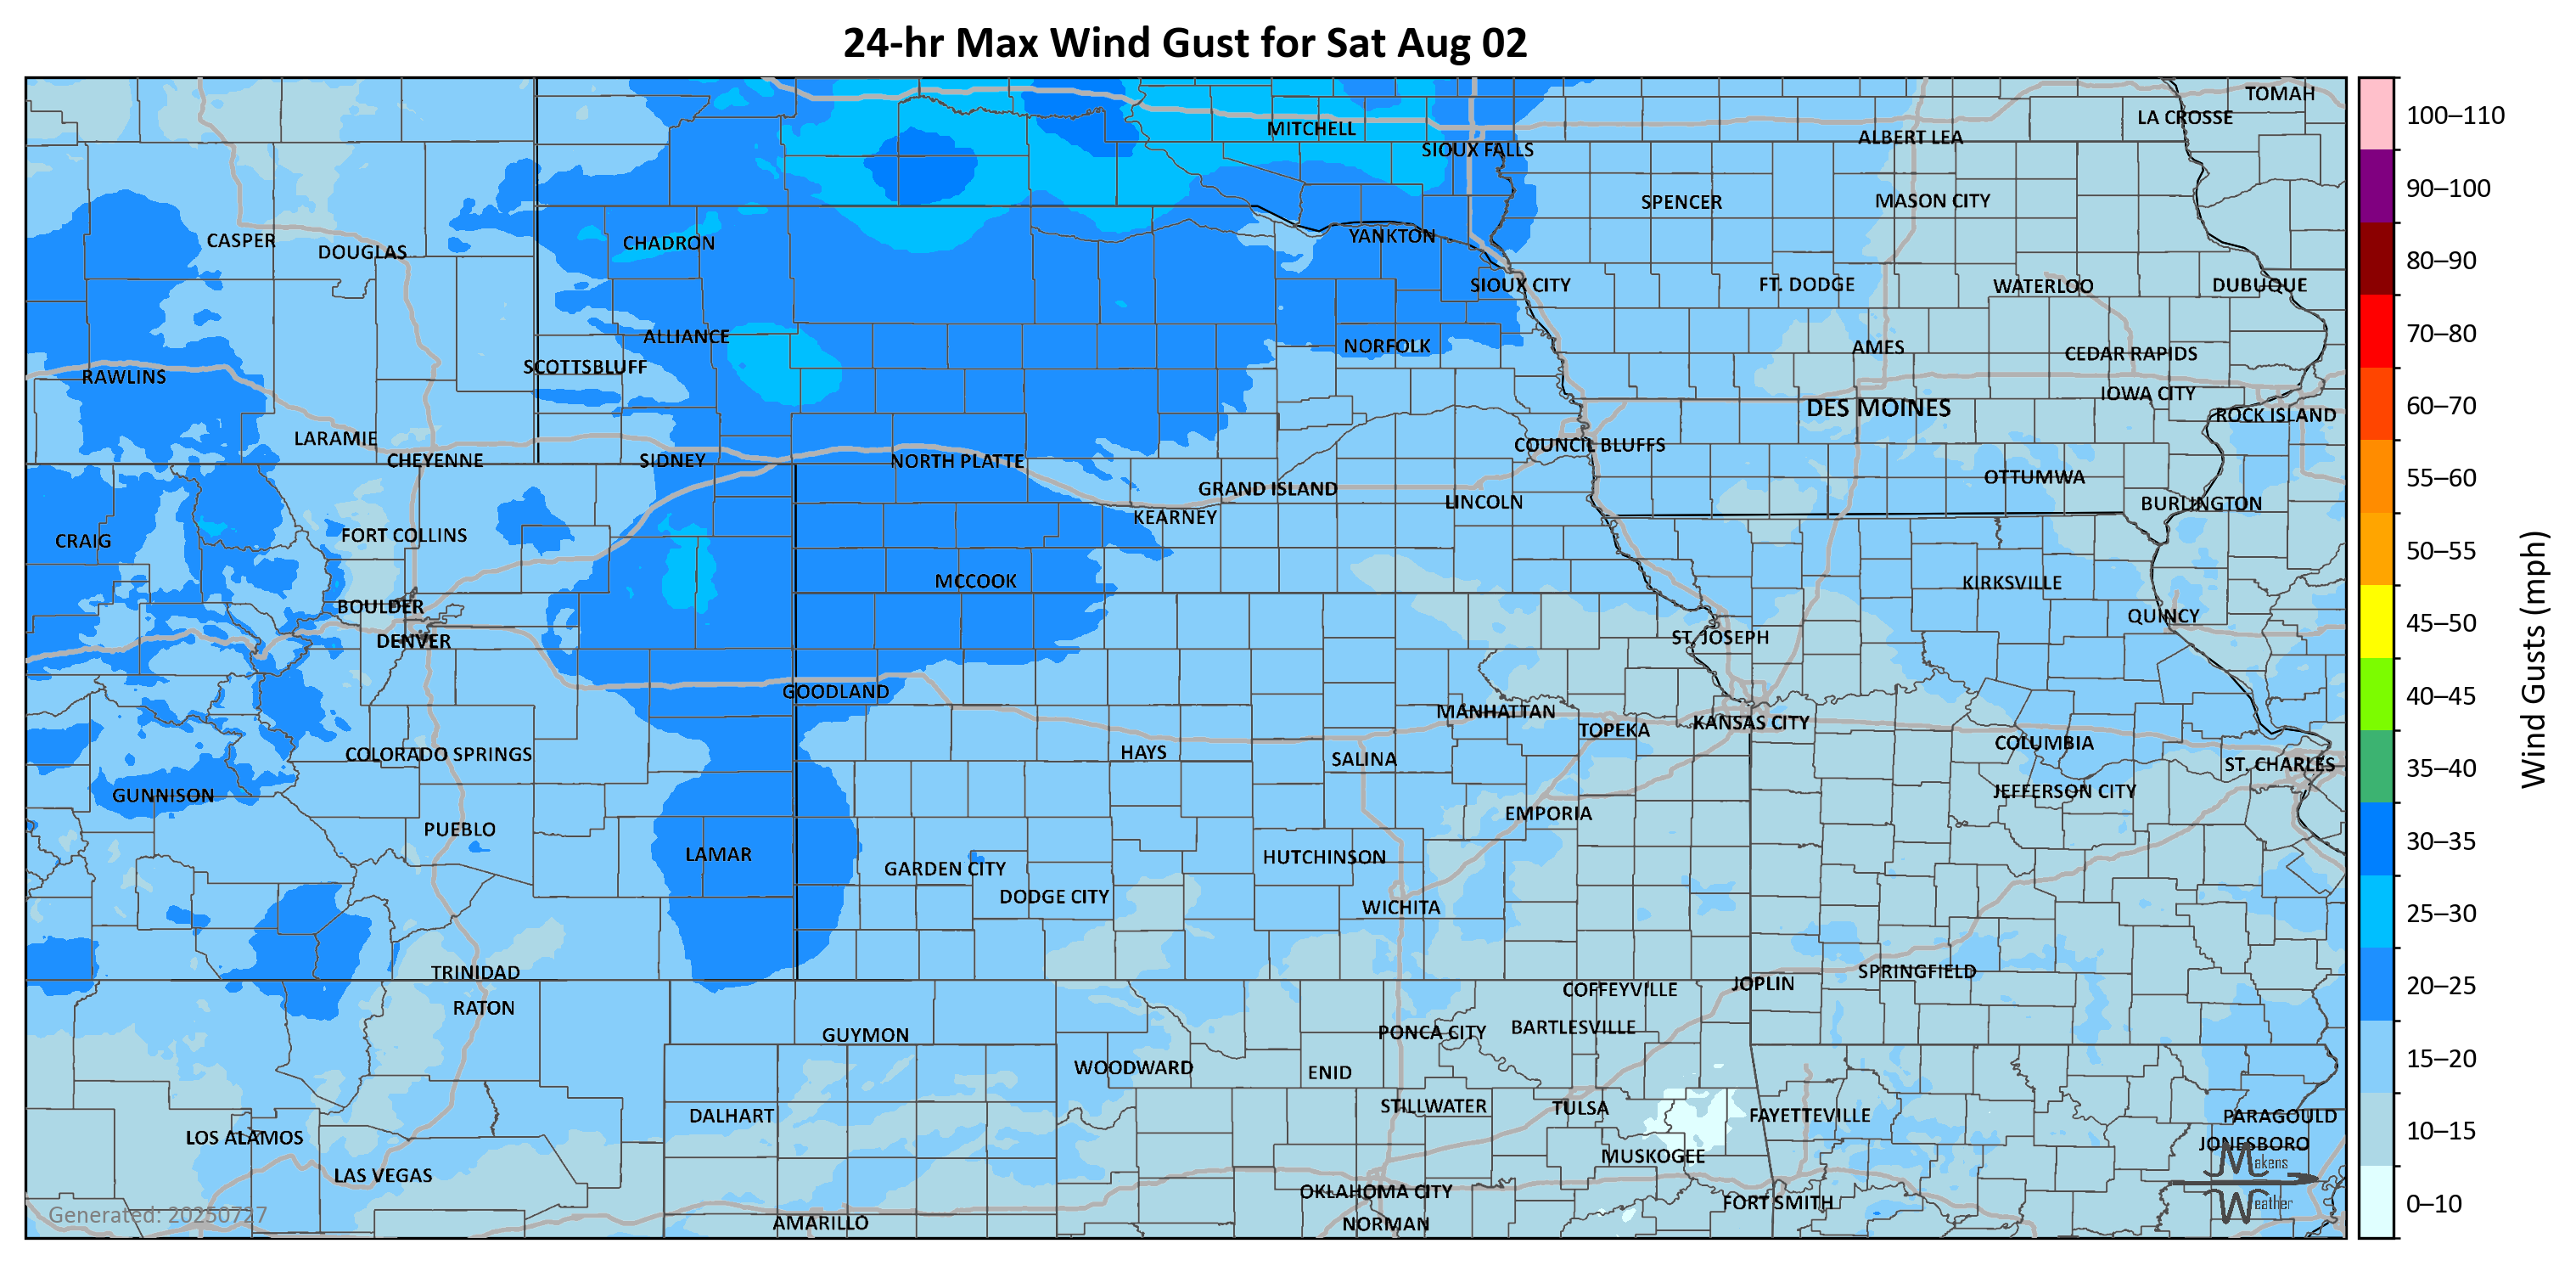 24-hr Max Wind Gust for Sat Aug 02
TOMAH
LA CROSSE
MITCHELL
ALBERT LEA
SIOUX FALLS
SPENCER
MASON CITY
CASPER
DOUGLAS
CHADRON
YANKTON
SIOUX CITY
FT. DODGE
WATERLOO
DUBUQUE
ALLIANCE
NORFOLK
AMES
CEDAR RAPIDS
SCOTTSBLUFF
RAWLINS
IOWA CITY
DES MOINES
ROCK ISLAND
LARAMIE
COUNCIL BLUFFS
CHEYENNE
SIDNEY
NORTH PLATTE
OTTUMWA
GRAND ISLAND
LINCOLN
BURLINGTON
KEARNEY
FORT COLLINS
CRAIG
MCCOOK
KIRKSVILLE
BOULDER
QUINCY
DENVER
ST. JOSEPH
GOODLAND
MANHATTAN
KANSAS CITY
TOPEKA
COLUMBIA
COLORADO SPRINGS
HAYS
SALINA
ST. CHARLES
GUNNISON
JEFFERSON CITY
EMPORIA
PUEBLO
LAMAR
HUTCHINSON
GARDEN CITY
DODGE CITY
WICHITA
TRINIDAD
SPRINGFIELD
JOPLIN
COFFEYVILLE
RATON
BARTLESVILLE
PONCA CITY
GUYMON
WOODWARD
ENID
STILLWATER
TULSA
DALHART
FAYETTEVILLE
PARAGOULD
LOS ALAMOS
JONESBORO
MUSKOGEE
LAS VEGAS
OKLAHOMA CITY
FORT SMITH
AMARILLO
NORMAN
Generated: 20250727
Makens
Weather
100–110
90–100
80–90
70–80
60–70
55–60
50–55
45–50
40–45
35–40
30–35
25–30
20–25
15–20
10–15
0–10
Wind Gusts (mph)